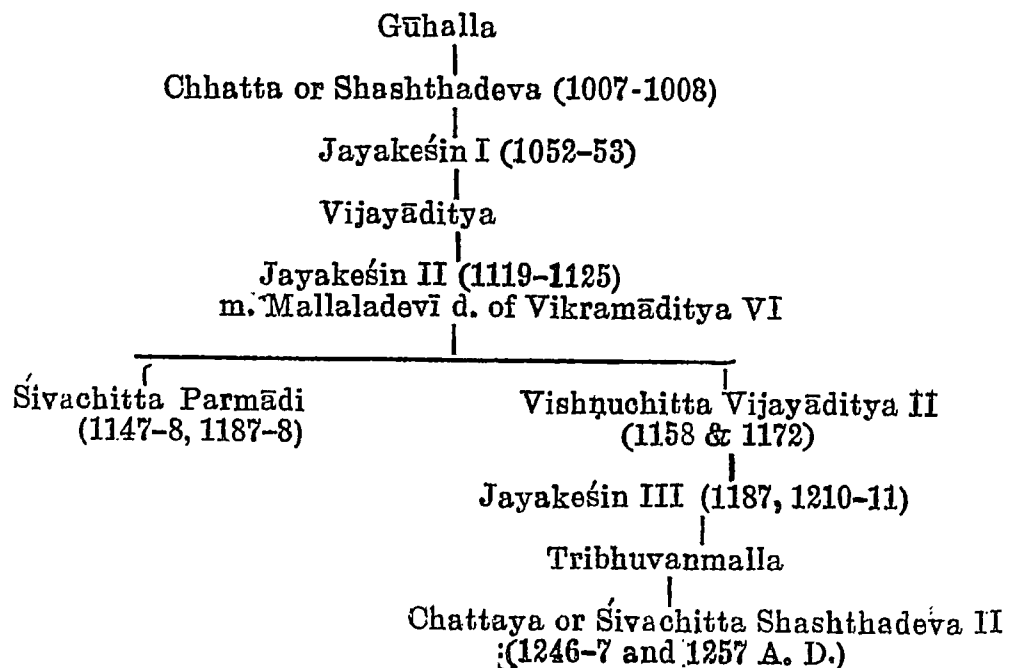 Gūhalla
Chhatta or Shashthadeva (1007-1008)
Jayakeśin I (1052–53)
Vijayāditya
Jayakeśin II (1119–1125)
m. Mallaladevī d. of Vikramāditya VI
Śivachitta Parmādi
(1147–8, 1187–8)
Vishṇuchitta Vijayāditya II
(1158 & 1172)
Jayakeśin III (1187, 1210–11)
Tribhuvanmalla
Chattaya or Śivachitta Shashthadeva II
(1246–7 and 1257 A. D.)